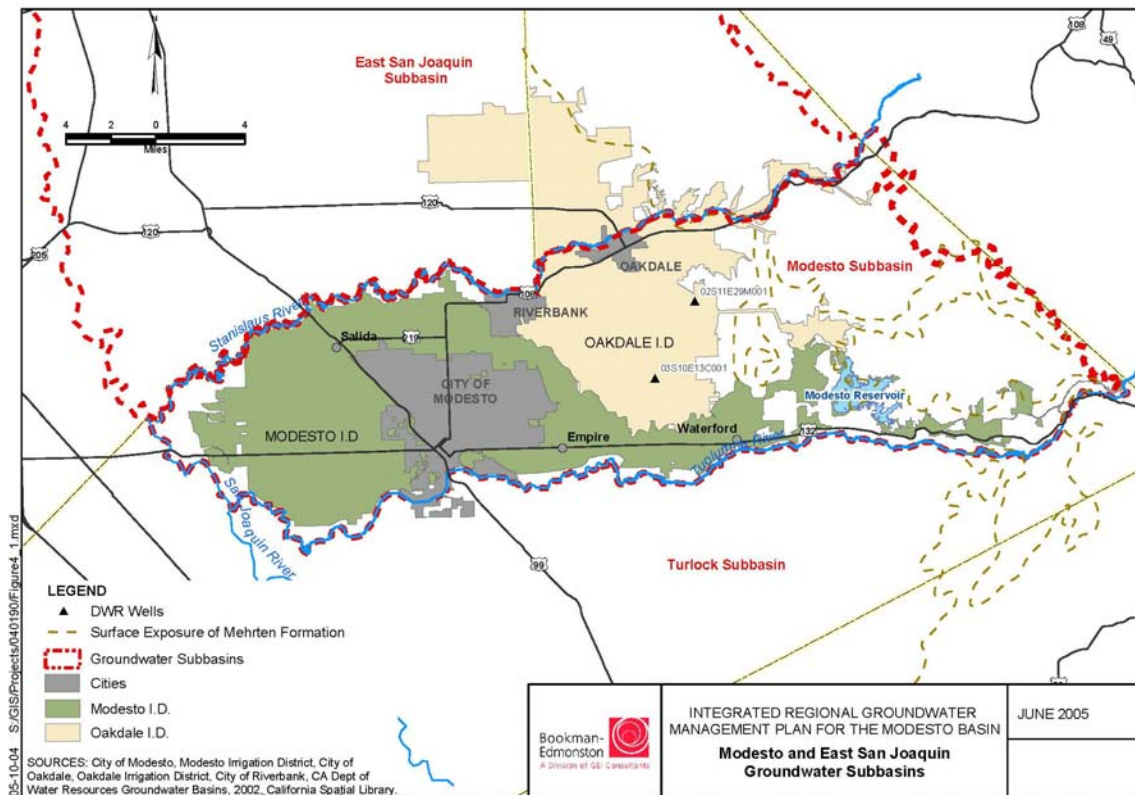 N
4 2 0 4
Miles
East San Joaquin
Subbasin
108
49
120
120
205
OAKDALE
Modesto Subbasin
02S11E29M001
108
RIVERBANK
Stanislaus River
Salida
219
OAKDALE I.D
03S10E13C001
CITY OF
MODESTO
Modesto Reservoir
MODESTO I.D
Empire
Waterford
132
Tuolumne River
San Joaquin River
99
Turlock Subbasin
LEGEND
DWR Wells
Surface Exposure of Mehrten Formation
Groundwater Subbasins
Cities
Modesto I.D.
Oakdale I.D.
SOURCES: City of Modesto, Modesto Irrigation District, City of
Oakdale, Oakdale Irrigation District, City of Riverbank, CA Dept of
Water Resources Groundwater Basins, 2002, California Spatial Library.
05-10-04 S:/GIS/Projects/040190/Figure4_1.mxd
Bookman-
Edmonston
A Division of GEI Consultants
INTEGRATED REGIONAL GROUNDWATER
MANAGEMENT PLAN FOR THE MODESTO BASIN
Modesto and East San Joaquin
Groundwater Subbasins
JUNE 2005